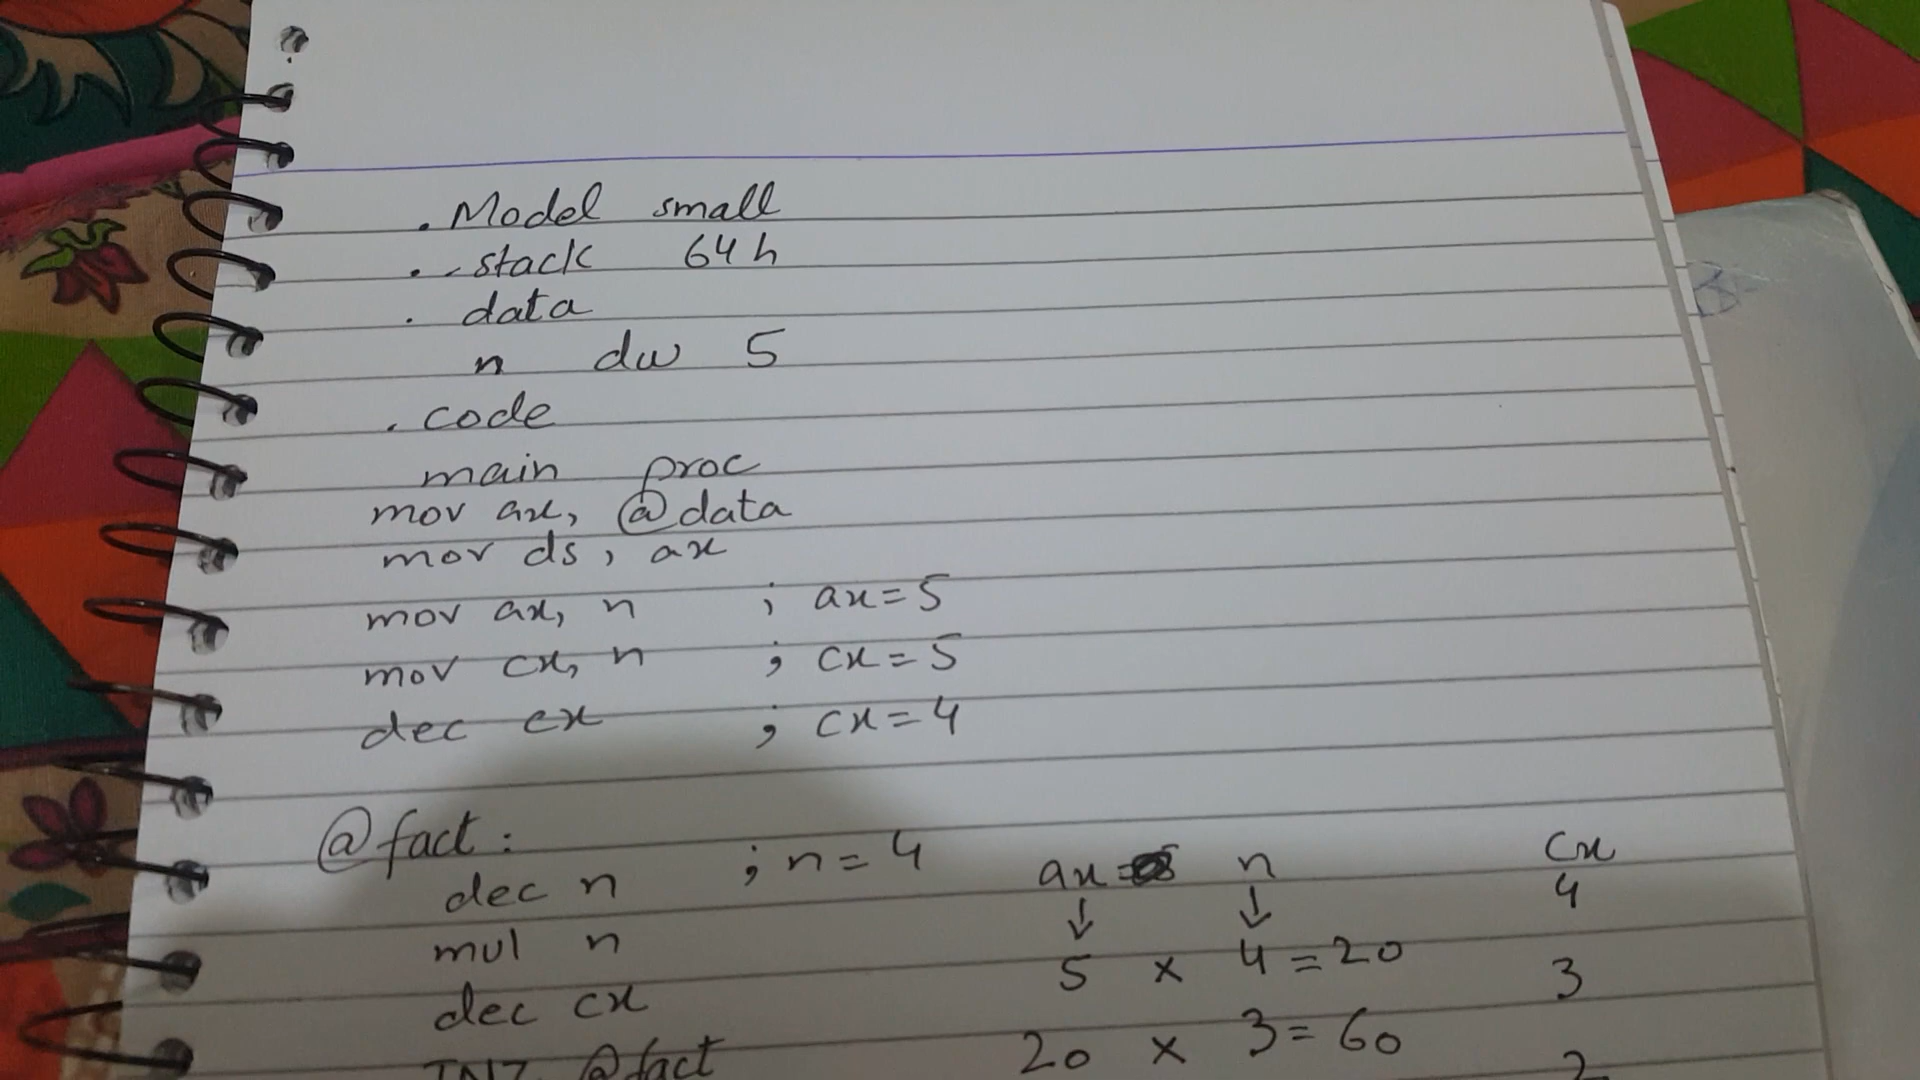 .Model small
. stack 64h
. data
n dw 5
. code
main proc
mov ax, @data
mov ds, ax
mov ax, n ; ax=5
mov cx, n ; cx=5
dec cx ; cx=4
@fact:
dec n ; n=4
mul n
dec cx
JNZ @fact
ax n cx
↓ ↓ 4
5 x 4 = 20 3
20 x 3 = 60 2